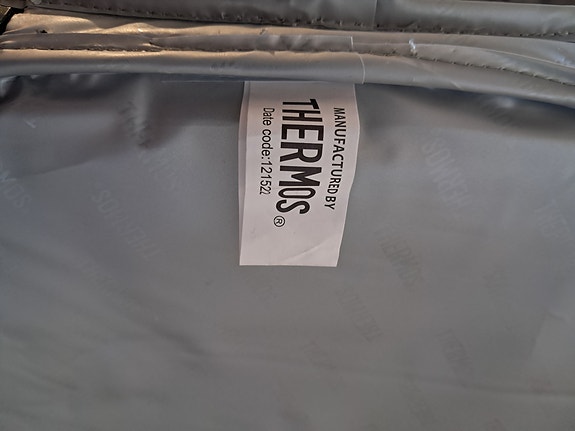 MANUFACTURED BY
THERMOS®
Date code:121522